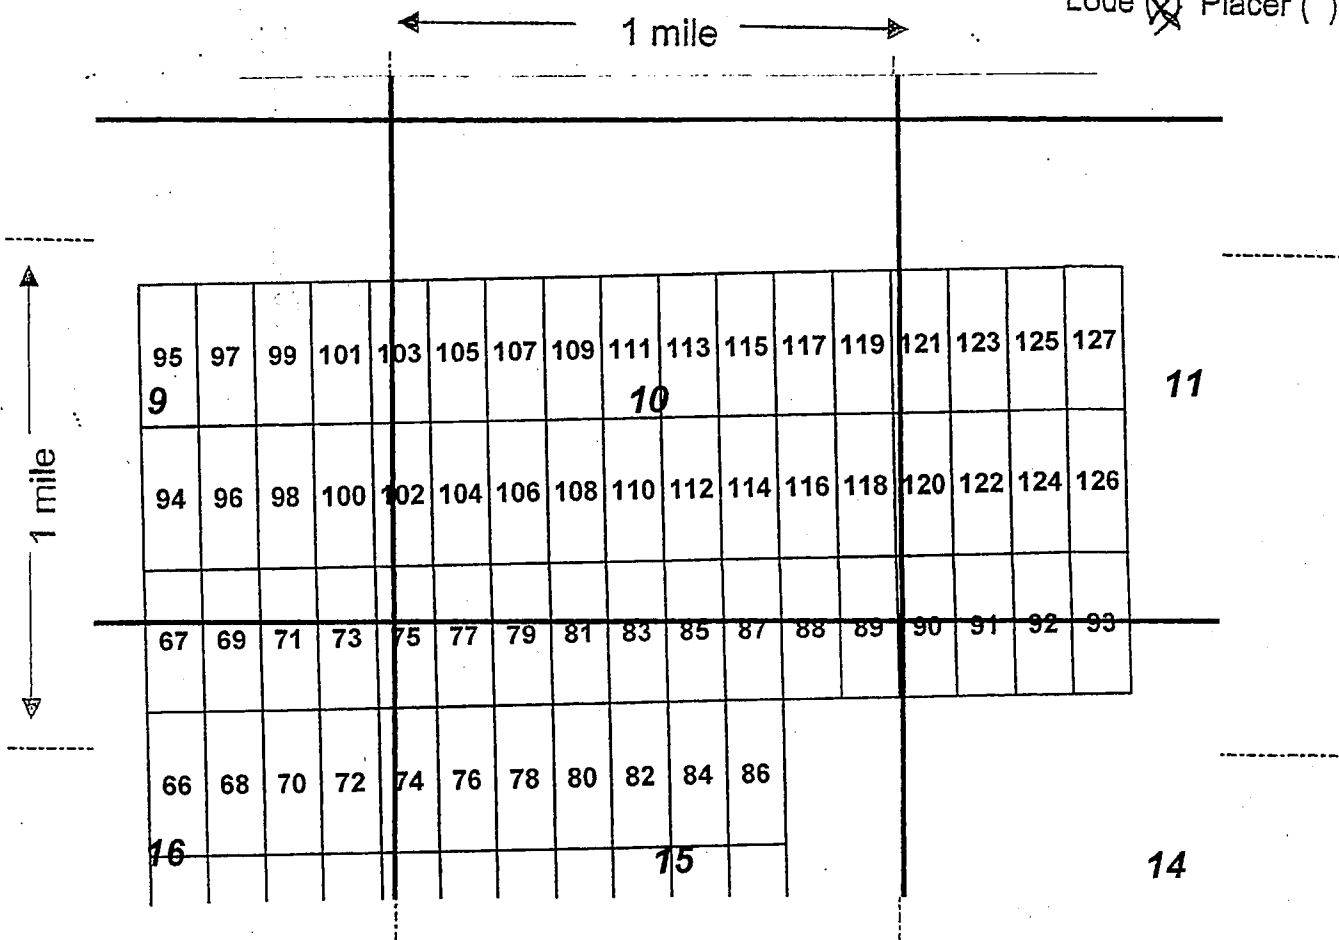 Lode (X) Placer ( )
1 mile
95 97 99 101 103 105 107 109 111 113 115 117 119 121 123 125 127
9 10 11
1 mile
94 96 98 100 102 104 106 108 110 112 114 116 118 120 122 124 126
67 69 71 73 75 77 79 81 83 85 87 88 89 90 91 92 93
66 68 70 72 74 76 78 80 82 84 86
16 15 14